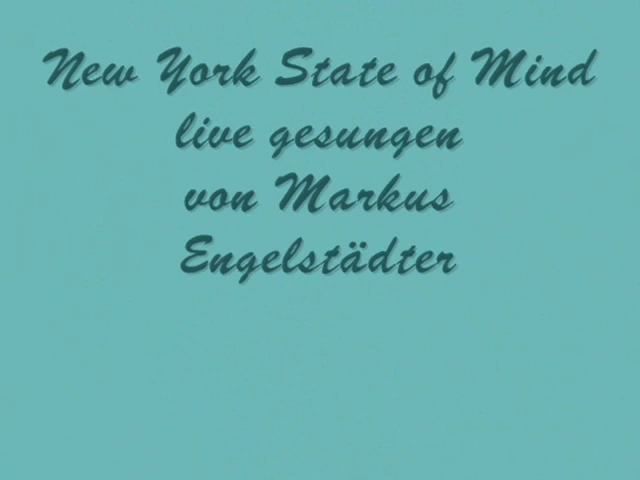 New York State of Mind
live gesungen
von Markus
Engelstädter